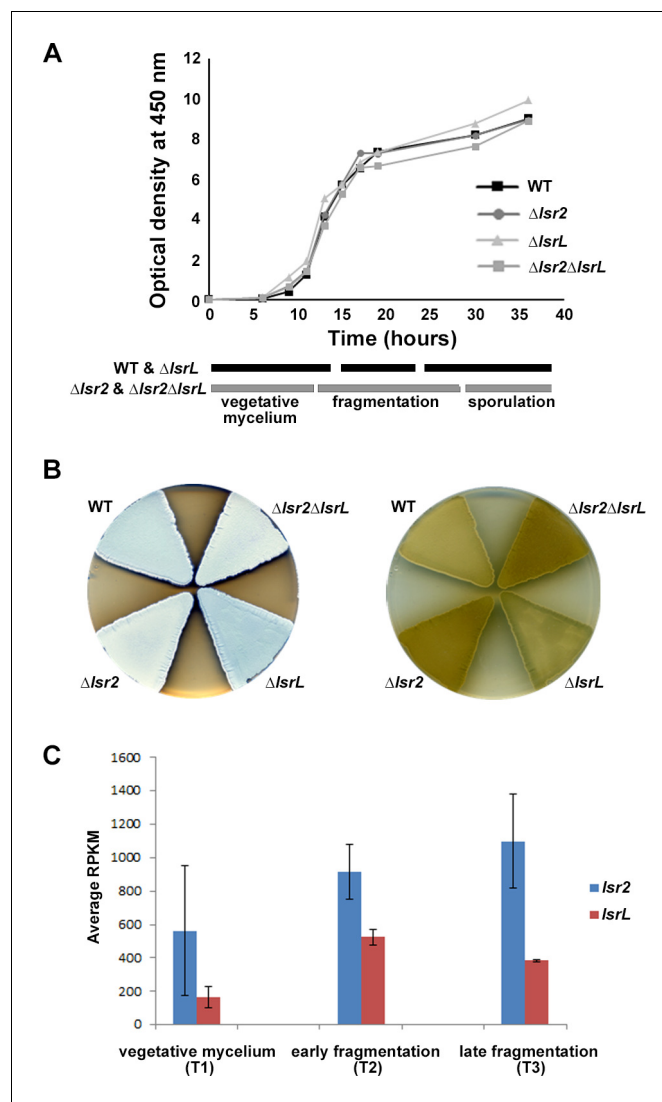 A
Optical density at 450 nm
12
10
8
6
4
2
0
0 5 10 15 20 25 30 35 40
Time (hours)
WT
Δlsr2
ΔlsrL
Δlsr2ΔlsrL
WT & ΔlsrL
Δlsr2 & Δlsr2ΔlsrL
vegetative
mycelium
fragmentation
sporulation
B
WT
Δlsr2ΔlsrL
Δlsr2
ΔlsrL
WT
Δlsr2ΔlsrL
Δlsr2
ΔlsrL
C
Average RPKM
1600
1400
1200
1000
800
600
400
200
0
lsr2
lsrL
vegetative mycelium
(T1)
early fragmentation
(T2)
late fragmentation
(T3)